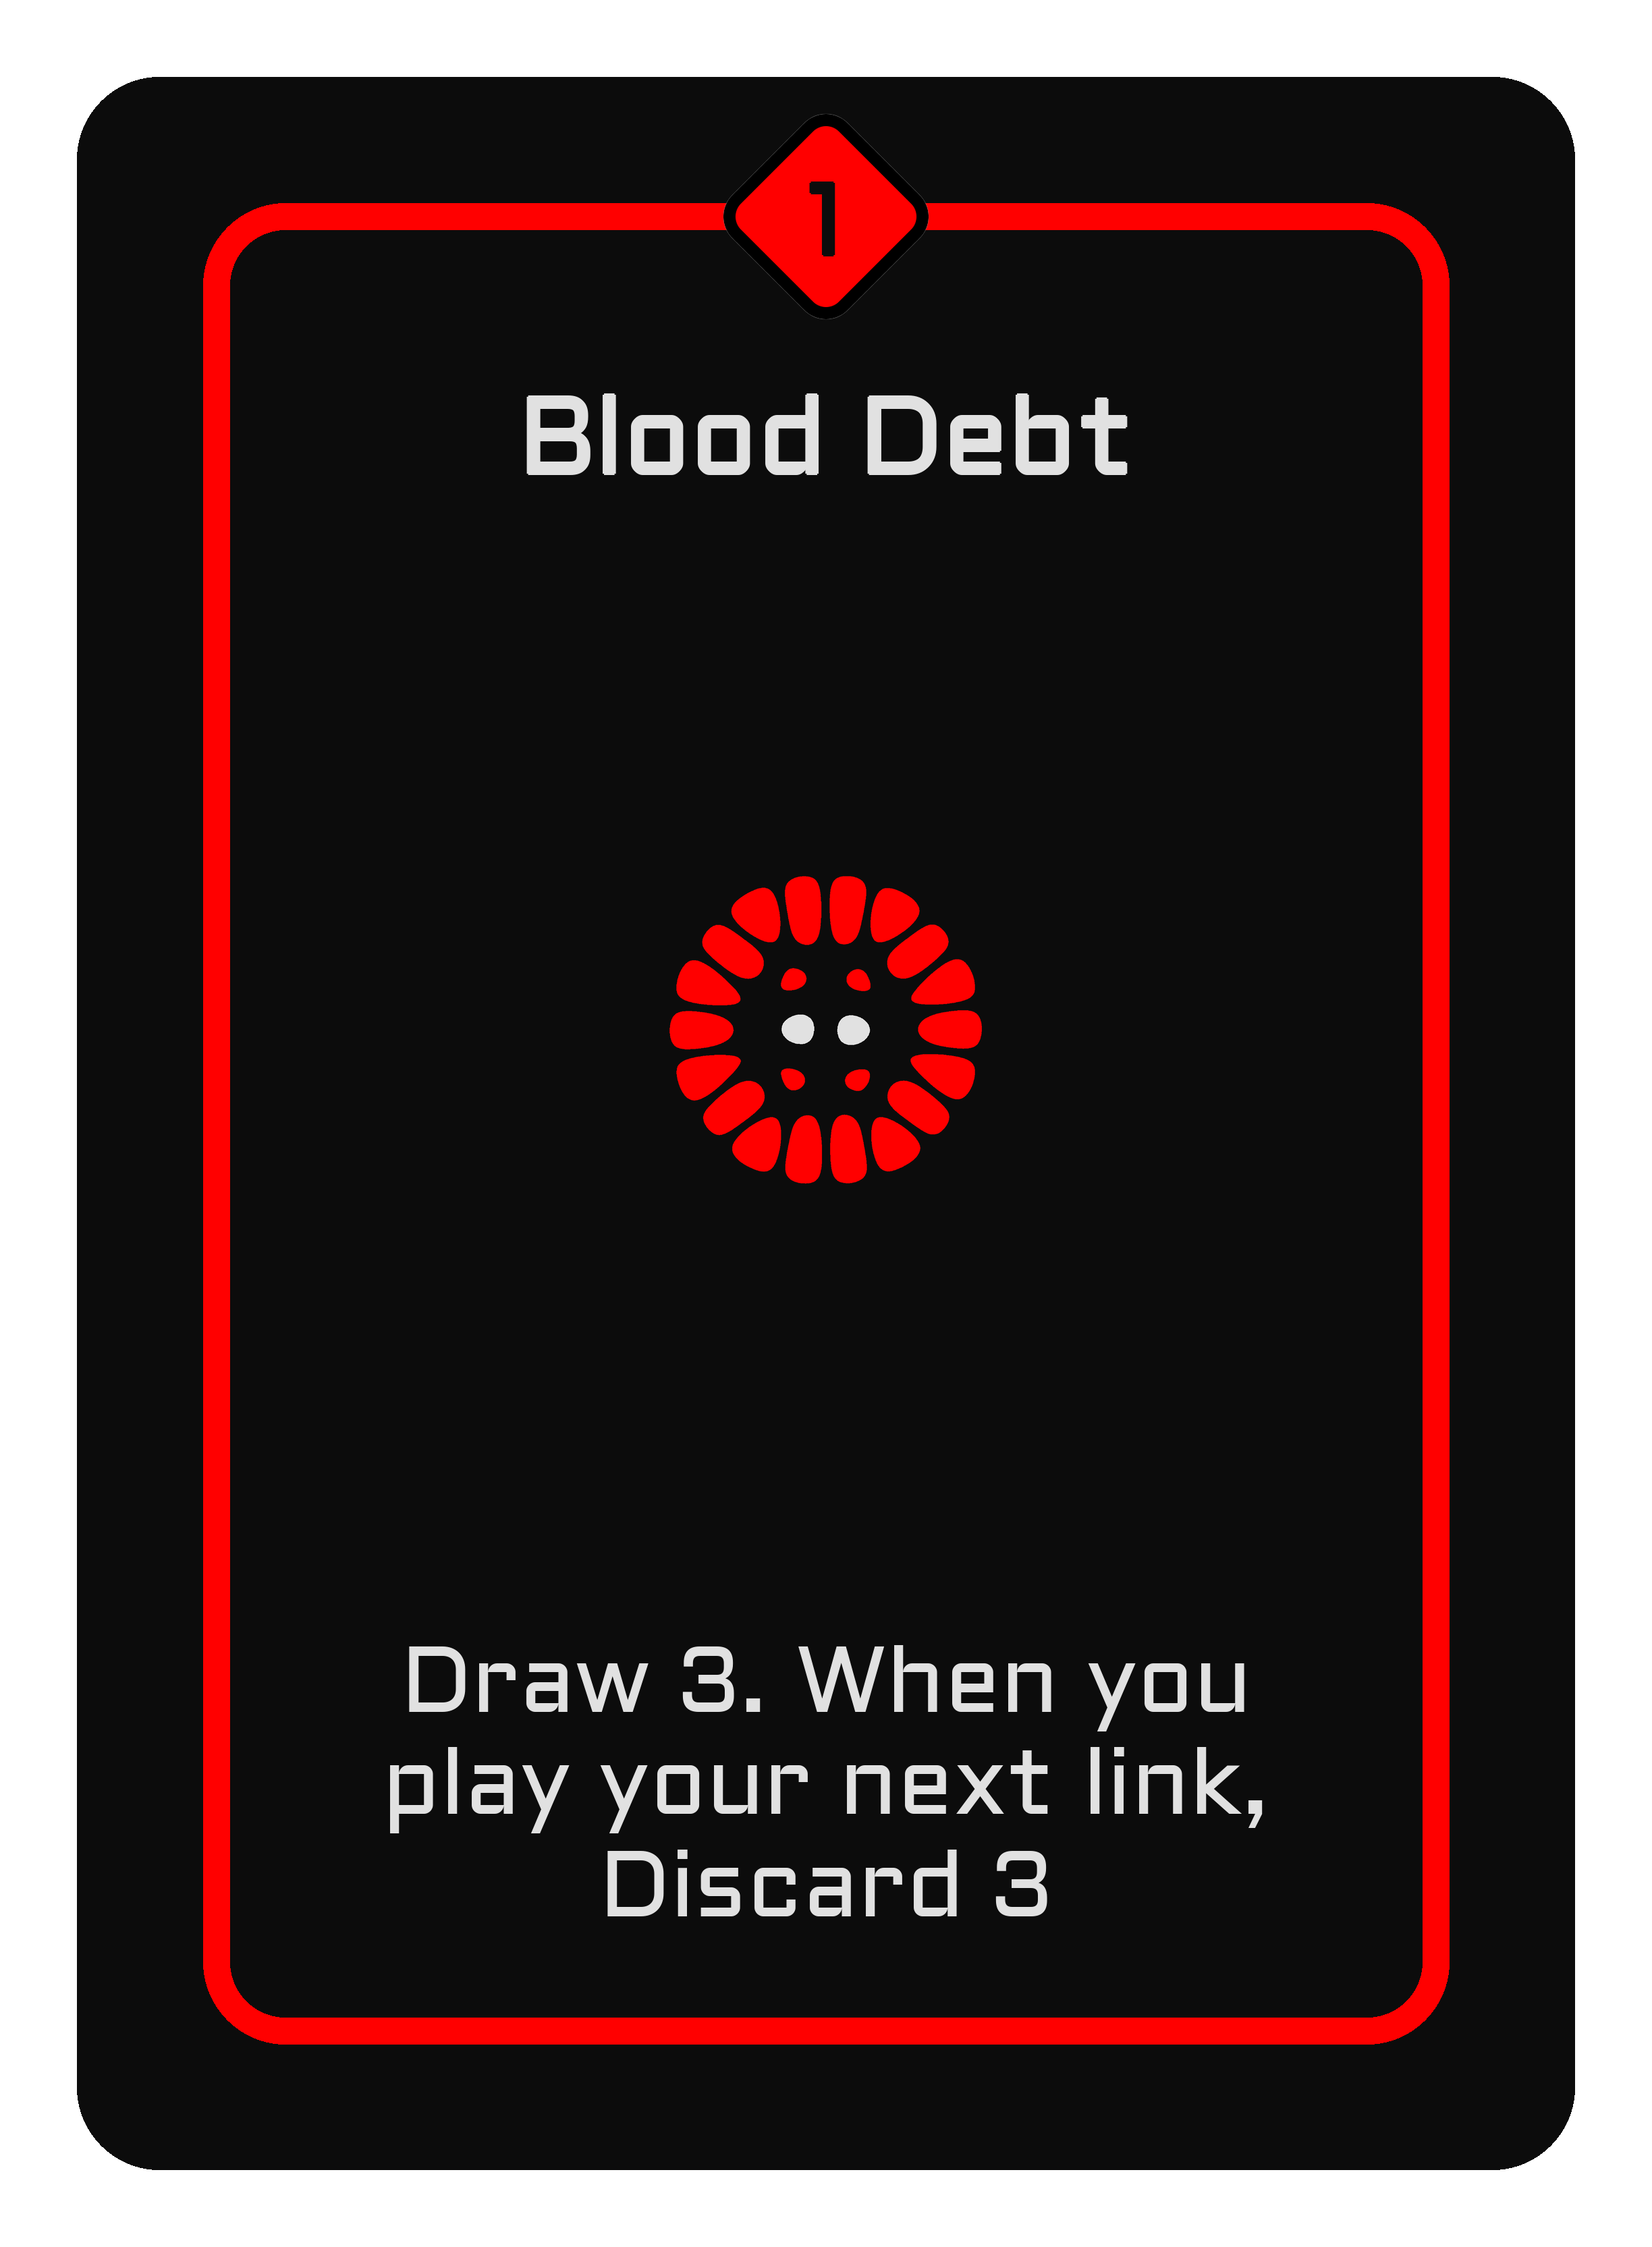 1
Blood Debt
Draw 3. When you
play your next link,
Discard 3